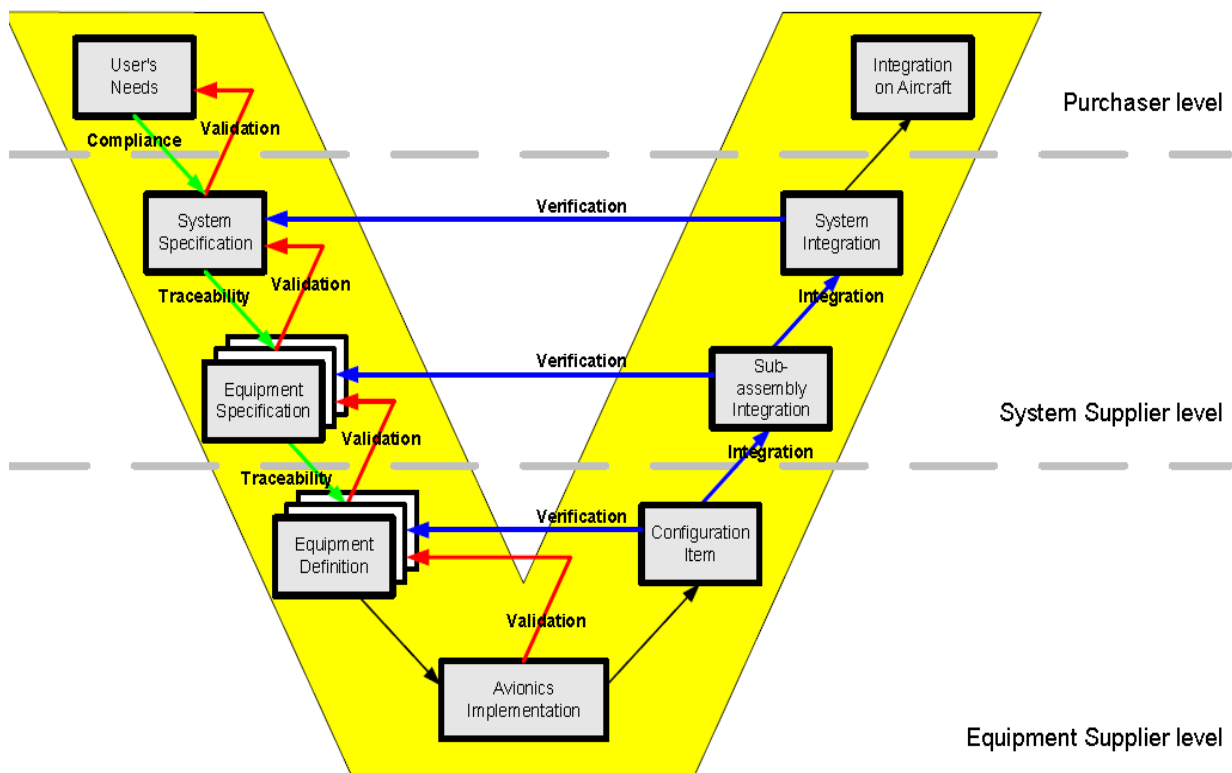 User's
Needs
Integration
on Aircraft
Purchaser level
Compliance
Validation
System
Specification
Verification
System
Integration
Traceability
Validation
Integration
Equipment
Specification
Verification
Sub-
assembly
Integration
System Supplier level
Validation
Integration
Traceability
Equipment
Definition
Verification
Configuration
Item
Validation
Avionics
Implementation
Equipment Supplier level